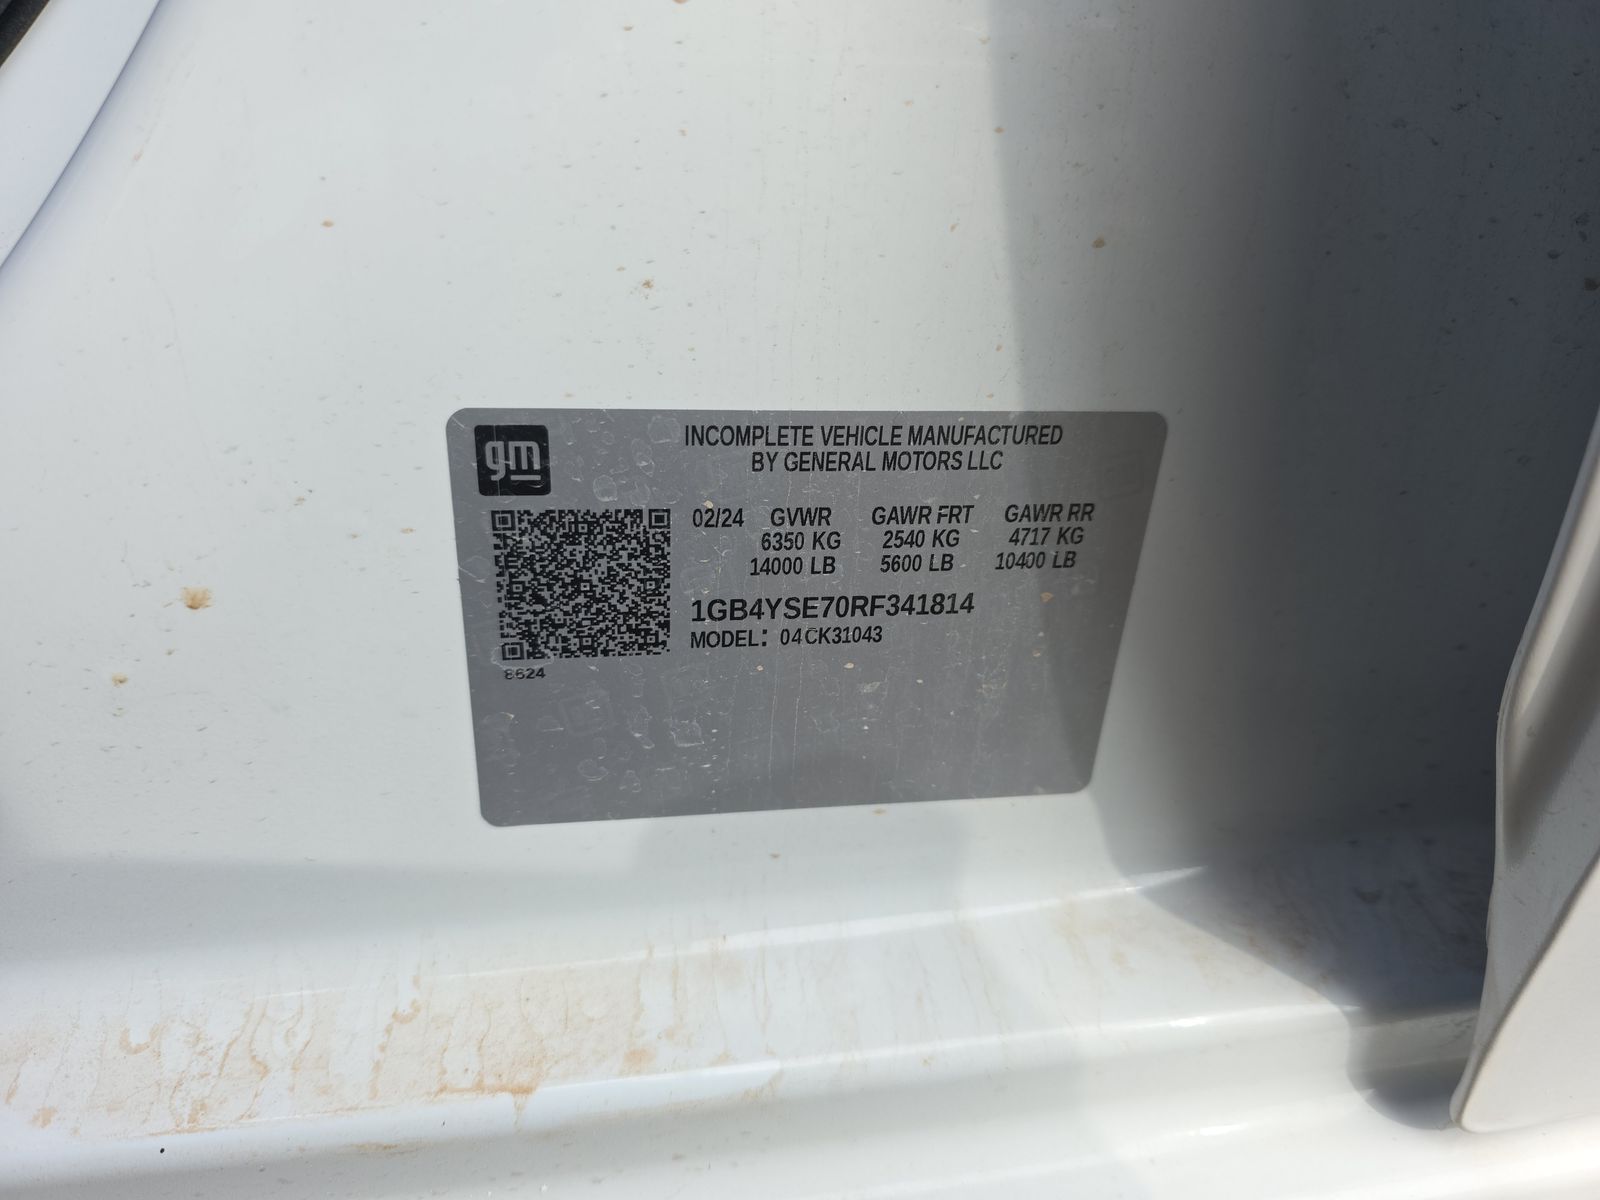 gm
INCOMPLETE VEHICLE MANUFACTURED
BY GENERAL MOTORS LLC
02/24 GVWR GAWR FRT GAWR RR
6350 KG 2540 KG 4717 KG
14000 LB 5600 LB 10400 LB
1GB4YSE70RF341814
MODEL: 04CK31043
8624